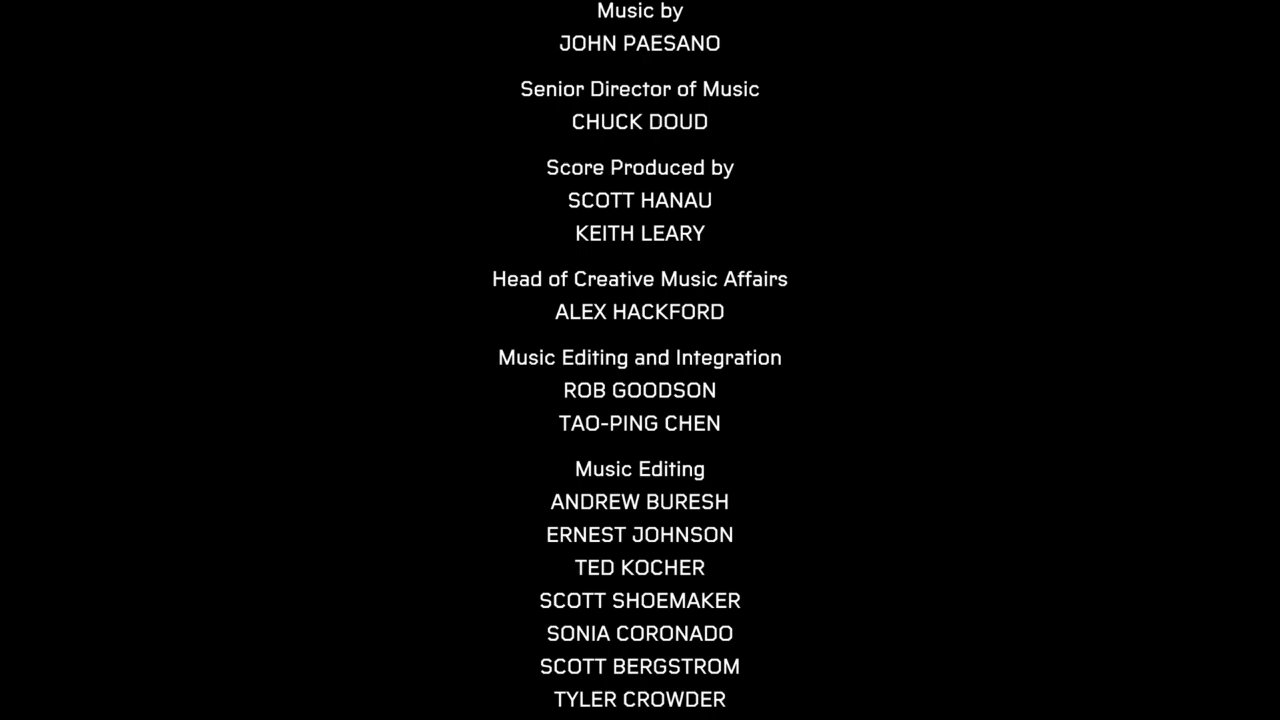 Music by
JOHN PAESANO
Senior Director of Music
CHUCK DOUD
Score Produced by
SCOTT HANAU
KEITH LEARY
Head of Creative Music Affairs
ALEX HACKFORD
Music Editing and Integration
ROB GOODSON
TAO-PING CHEN
Music Editing
ANDREW BURESH
ERNEST JOHNSON
TED KOCHER
SCOTT SHOEMAKER
SONIA CORONADO
SCOTT BERGSTROM
TYLER CROWDER